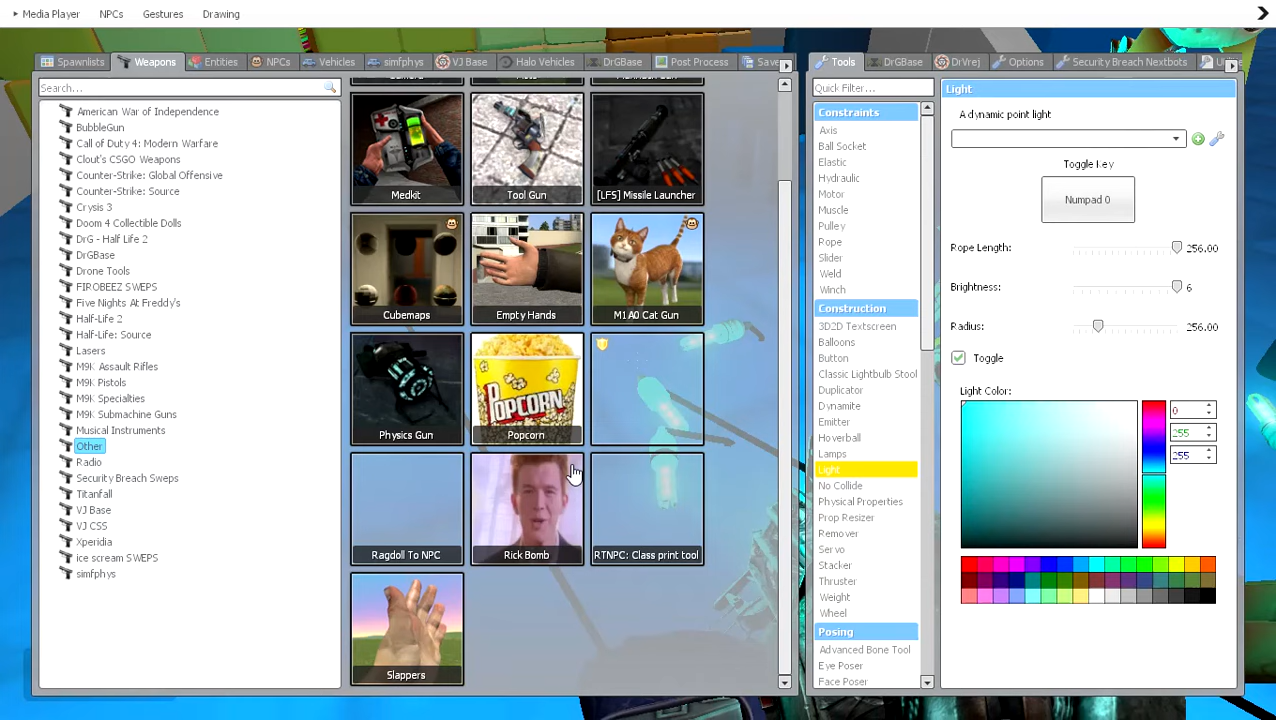 Media Player NPCs Gestures Drawing
Spawnlists Weapons Entities NPCs Vehicles simfphys VJ Base Halo Vehicles DrGBase Post Process Save
Tools DrGBase DrVrej Options Security Breach Nextbots
Search...
American War of Independence
BubbleGun
Call of Duty 4: Modern Warfare
Clout's CSGO Weapons
Counter-Strike: Global Offensive
Counter-Strike: Source
Crysis 3
Doom 4 Collectible Dolls
DrG - Half Life 2
DrGBase
Drone Tools
FIROBEEZ SWEPS
Five Nights At Freddy's
Half-Life 2
Half-Life: Source
Lasers
M9K Assault Rifles
M9K Pistols
M9K Specialties
M9K Submachine Guns
Musical Instruments
Other
Radio
Security Breach Sweps
Titanfall
VJ Base
VJ CSS
Xperidia
ice scream SWEPS
simfphys
Medkit Tool Gun [LFS] Missile Launcher
Cubemaps Empty Hands M1A0 Cat Gun
Physics Gun Popcorn
POPCORN
Ragdoll To NPC Rick Bomb RTNPC: Class print tool
Slappers
Quick Filter...
Constraints
Axis
Ball Socket
Elastic
Hydraulic
Motor
Muscle
Pulley
Rope
Slider
Weld
Winch
Construction
3D2D Textscreen
Balloons
Button
Classic Lightbulb Stool
Duplicator
Dynamite
Emitter
Hoverball
Lamps
Light
No Collide
Physical Properties
Prop Resizer
Remover
Servo
Stacker
Thruster
Weight
Wheel
Posing
Advanced Bone Tool
Eye Poser
Face Poser
Light
A dynamic point light
Toggle Key
Numpad 0
Rope Length: 256.00
Brightness: 6
Radius: 256.00
Toggle
Light Color:
0
255
255